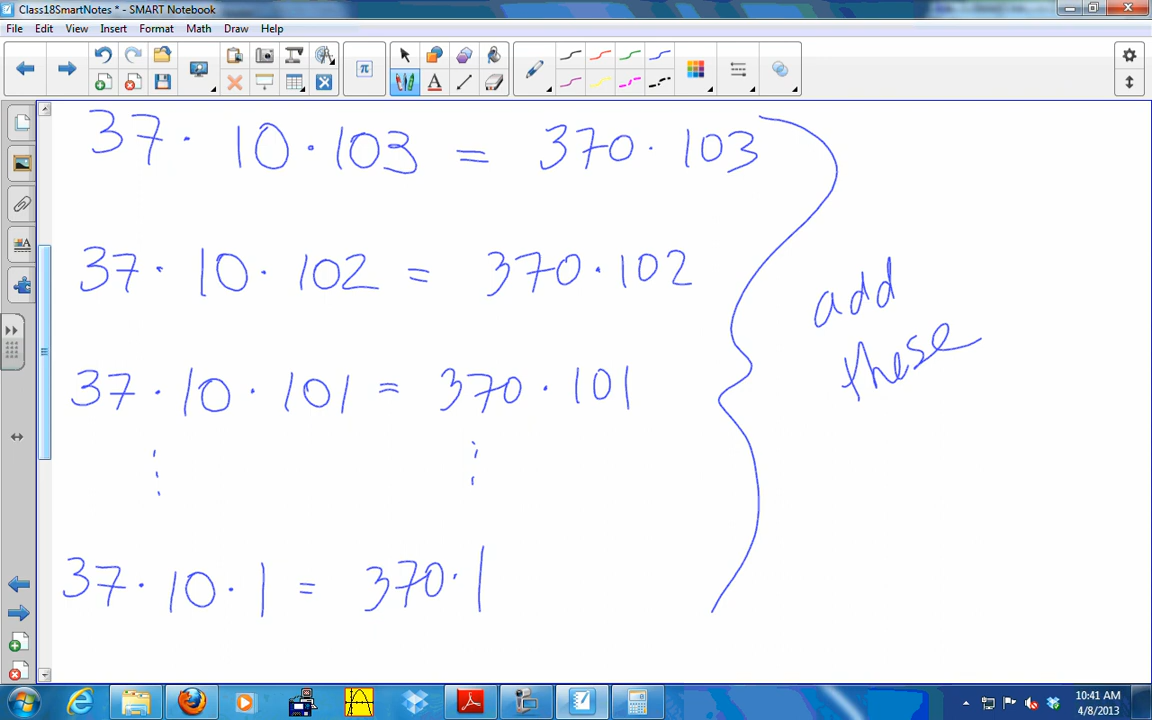 Class18SmartNotes * - SMART Notebook
File Edit View Insert Format Math Draw Help
π
A
37 · 10 · 103 = 370 · 103
37 · 10 · 102 = 370 · 102
add
these
37 · 10 · 101 = 370 · 101
⋮ ⋮
37 · 10 · 1 = 370 · 1
10:41 AM
4/8/2013